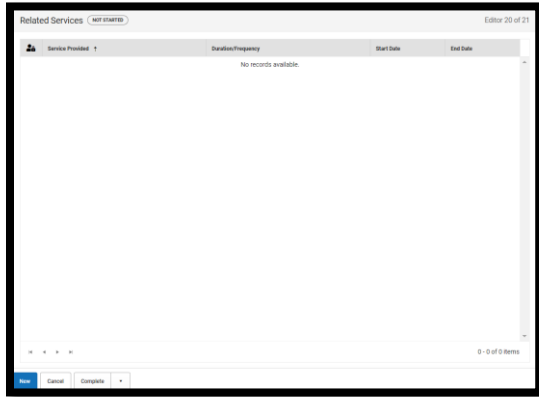 Related Services NOT STARTED Editor 20 of 21
Service Provided ↑ Duration/Frequency Start Date End Date
No records available.
0 - 0 of 0 items
New Cancel Complete